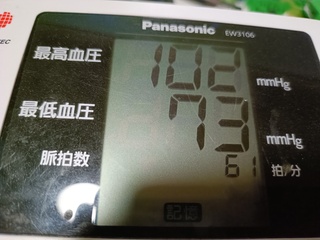 Panasonic EW3106
最高血圧 102 mmHg
最低血圧 73 mmHg
脈拍数 61 拍/分
記憶